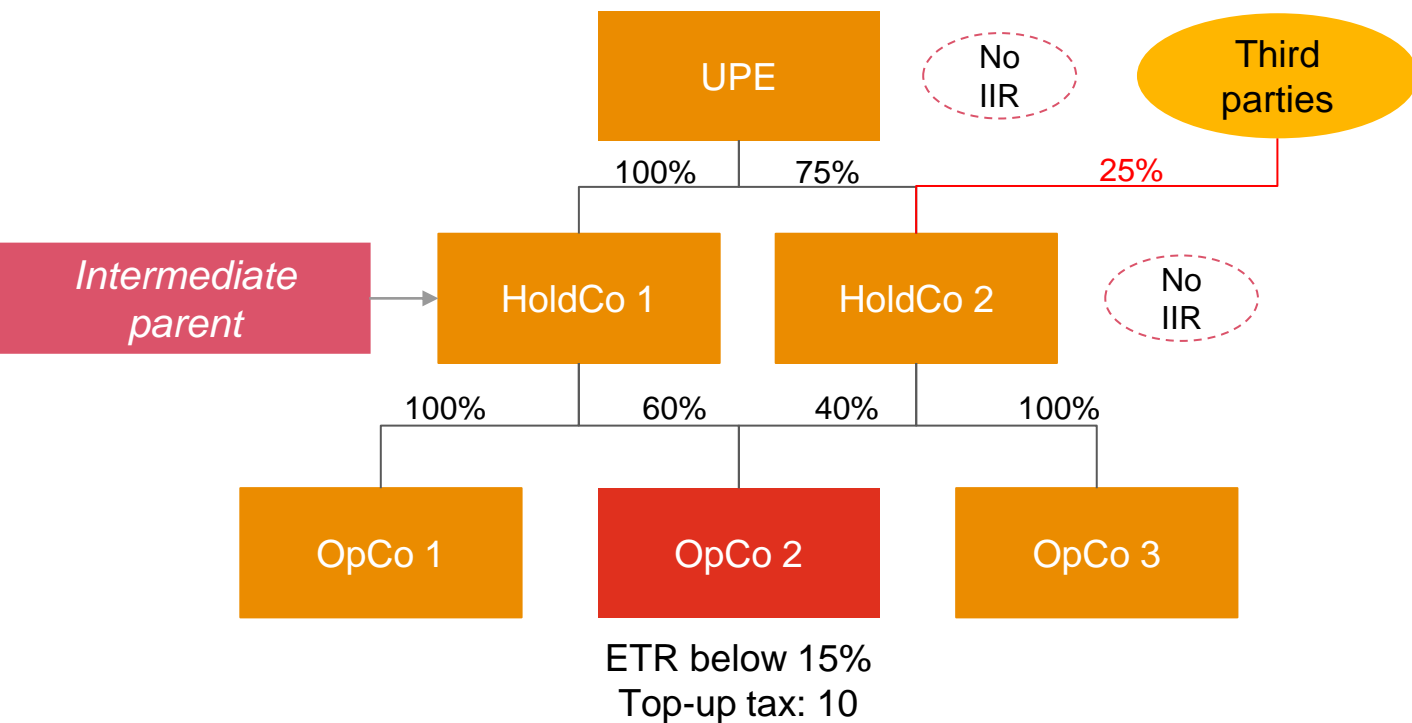 UPE
No
IIR
Third
parties
100%
75%
25%
Intermediate
parent
HoldCo 1
HoldCo 2
No
IIR
100%
60%
40%
100%
OpCo 1
OpCo 2
OpCo 3
ETR below 15%
Top-up tax: 10